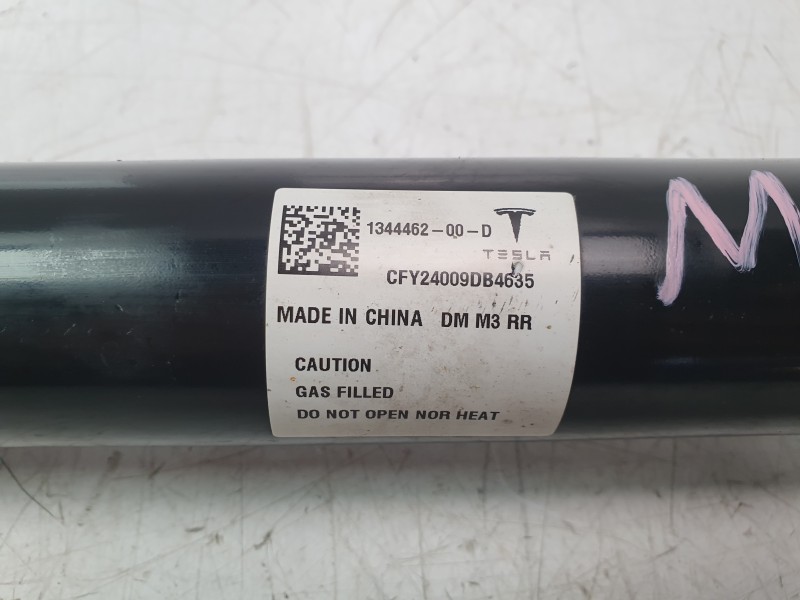 1344462-00-D
TESLA
CFY24009DB4635
MADE IN CHINA DM M3 RR
CAUTION
GAS FILLED
DO NOT OPEN NOR HEAT
M